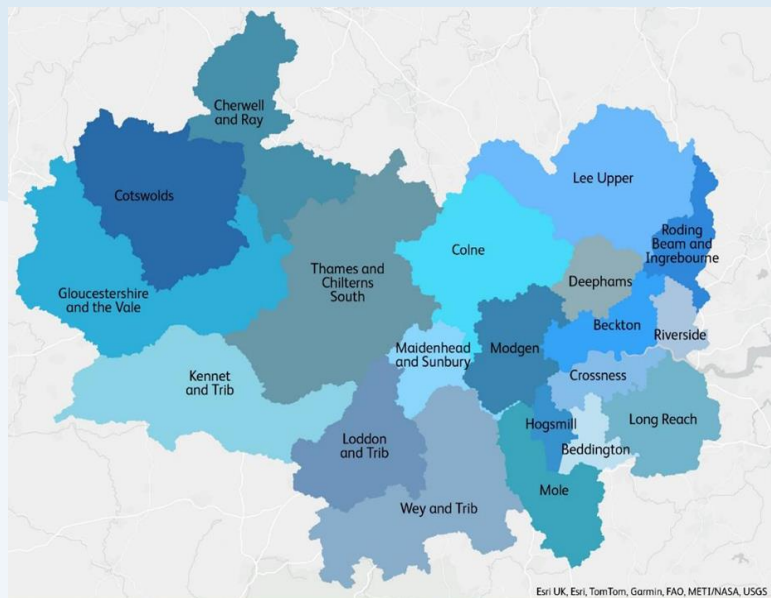 Cherwell
and Ray
Cotswolds
Lee Upper
Roding
Beam and
Ingrebourne
Colne
Thames and
Chilterns
South
Deephams
Gloucestershire
and the Vale
Beckton
Riverside
Maidenhead
and Sunbury
Modgen
Kennet
and Trib
Crossness
Hogsmill
Long Reach
Loddon
and Trib
Beddington
Mole
Wey and Trib
Esri UK, Esri, TomTom, Garmin, FAO, METI/NASA, USGS